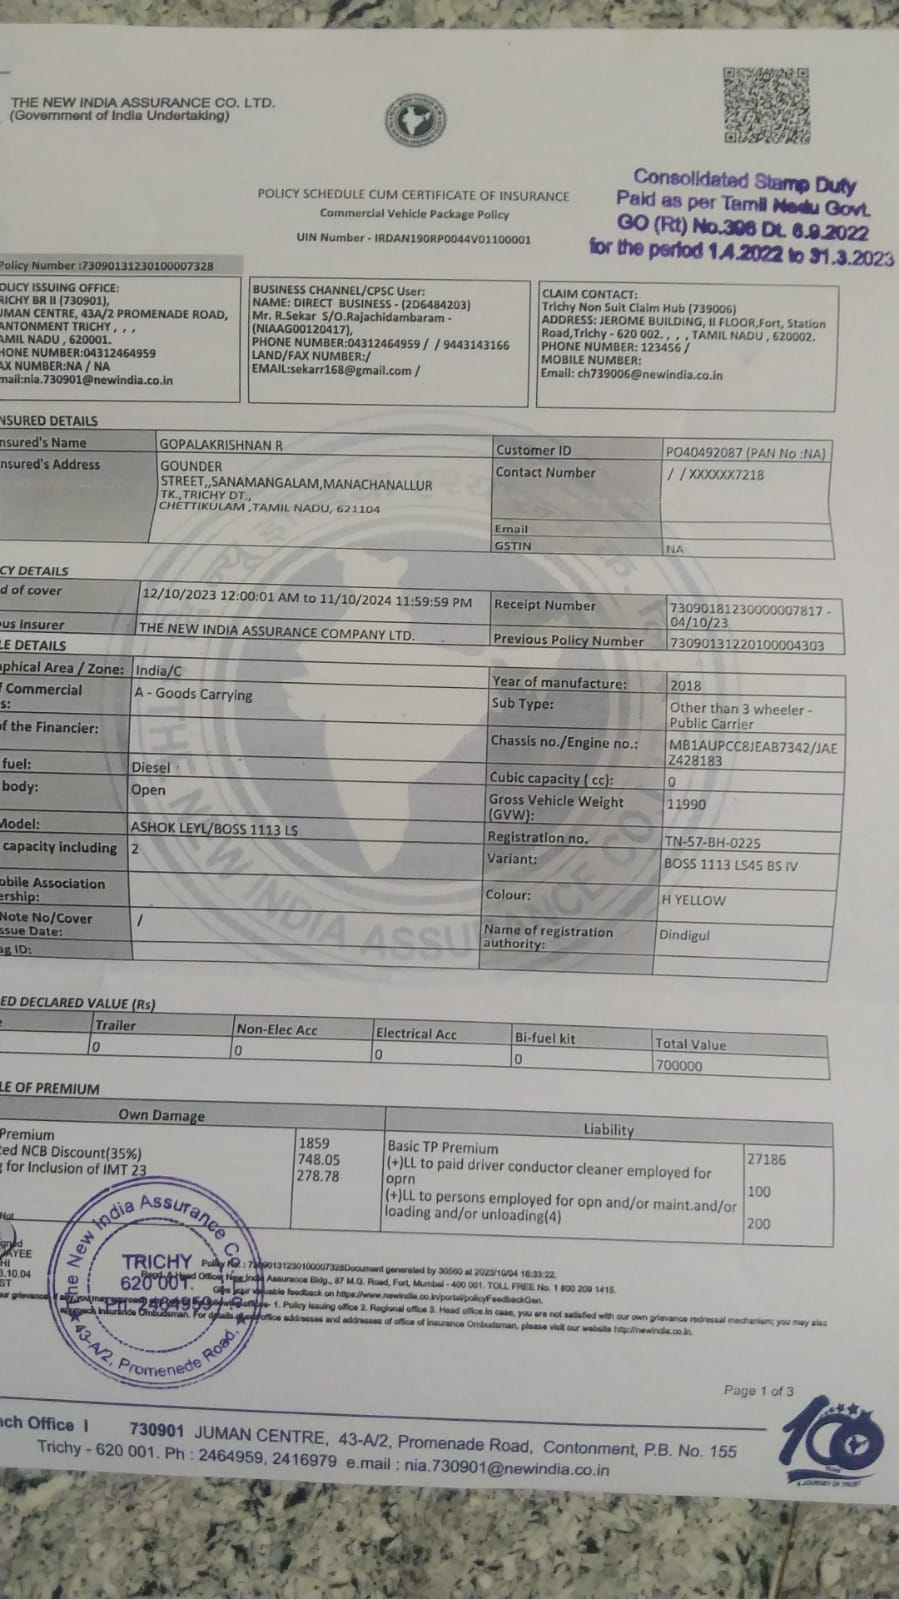 THE NEW INDIA ASSURANCE CO. LTD.
(Government of India Undertaking)
Consolidated Stamp Duty
Paid as per Tamil Nadu Govt.
GO (Rt) No.396 Dt. 6.9.2022
for the period 1.4.2022 to 31.3.2023
POLICY SCHEDULE CUM CERTIFICATE OF INSURANCE
Commercial Vehicle Package Policy
UIN Number - IRDAN190RP0044V01100001
Policy Number :73090131230100007328
OLICY ISSUING OFFICE:
RICHY BR II (730901),
UMAN CENTRE, 43A/2 PROMENADE ROAD,
ANTONMENT TRICHY , , ,
AMIL NADU , 620001.
HONE NUMBER:04312464959
AX NUMBER:NA / NA
mail:nia.730901@newindia.co.in
BUSINESS CHANNEL/CPSC User:
NAME: DIRECT BUSINESS - (2D6484203)
Mr. R.Sekar S/O.Rajachidambaram -
(NIAAG00120417),
PHONE NUMBER:04312464959 / / 9443143166
LAND/FAX NUMBER:/
EMAIL:sekarr168@gmail.com /
CLAIM CONTACT:
Trichy Non Suit Claim Hub (739006)
ADDRESS: JEROME BUILDING, II FLOOR,Fort, Station
Road,Trichy - 620 002. , , , TAMIL NADU , 620002.
PHONE NUMBER: 123456 /
MOBILE NUMBER:
Email: ch739006@newindia.co.in
NSURED DETAILS
nsured's Name GOPALAKRISHNAN R Customer ID PO40492087 (PAN No :NA)
nsured's Address GOUNDER Contact Number / / XXXXXX7218
STREET,,SANAMANGALAM,MANACHANALLUR
TK.,TRICHY DT.,
CHETTIKULAM ,TAMIL NADU, 621104
Email
GSTIN NA
CY DETAILS
d of cover 12/10/2023 12:00:01 AM to 11/10/2024 11:59:59 PM Receipt Number 73090181230000007817 -
04/10/23
us Insurer THE NEW INDIA ASSURANCE COMPANY LTD. Previous Policy Number 73090131220100004303
LE DETAILS
aphical Area / Zone: India/C Year of manufacture: 2018
f Commercial A - Goods Carrying Sub Type: Other than 3 wheeler -
s: Public Carrier
of the Financier: Chassis no./Engine no.: MB1AUPCC8JEAB7342/JAE
Z428183
fuel: Diesel Cubic capacity ( cc): 0
body: Open Gross Vehicle Weight 11990
(GVW):
Model: ASHOK LEYL/BOSS 1113 LS Registration no. TN-57-BH-0225
capacity including 2 Variant: BOSS 1113 LS45 BS IV
obile Association Colour: H YELLOW
ership:
Note No/Cover / Name of registration Dindigul
ssue Date: authority:
ag ID:
ED DECLARED VALUE (Rs)
Trailer Non-Elec Acc Electrical Acc Bi-fuel kit Total Value
0 0 0 0 700000
LE OF PREMIUM
Own Damage Liability
Premium 1859 Basic TP Premium 27186
ted NCB Discount(35%) 748.05 (+)LL to paid driver conductor cleaner employed for
for Inclusion of IMT 23 278.78 oprn 100
(+)LL to persons employed for opn and/or maint.and/or
loading and/or unloading(4) 200
The New India Assurance Co.
TRICHY
620 001.
Ph: 2464959
43-A/2, Promenede Road,
Policy No. : 73090131230100007328Document generated by 30560 at 2023/10/04 16:33:22.
Regd. & Head Office: New India Assurance Bldg., 87 M.G. Road, Fort, Mumbai - 400 001. TOLL FREE No. 1 800 209 1415.
Give your valuable feedback on https://www.newindia.co.in/portal/policyFeedbackGen.
ur grievance, if any, you may offices- 1. Policy issuing office 2. Regional office 3. Head office.In case, you are not satisfied with our own grievance redressal mechanism; you may also
approach Insurance Ombudsman. For details of office addresses and addresses of office of Insurance Ombudsman, please visit our website http://newindia.co.in.
Page 1 of 3
nch Office I 730901 JUMAN CENTRE, 43-A/2, Promenade Road, Contonment, P.B. No. 155
Trichy - 620 001. Ph : 2464959, 2416979 e.mail : nia.730901@newindia.co.in
100